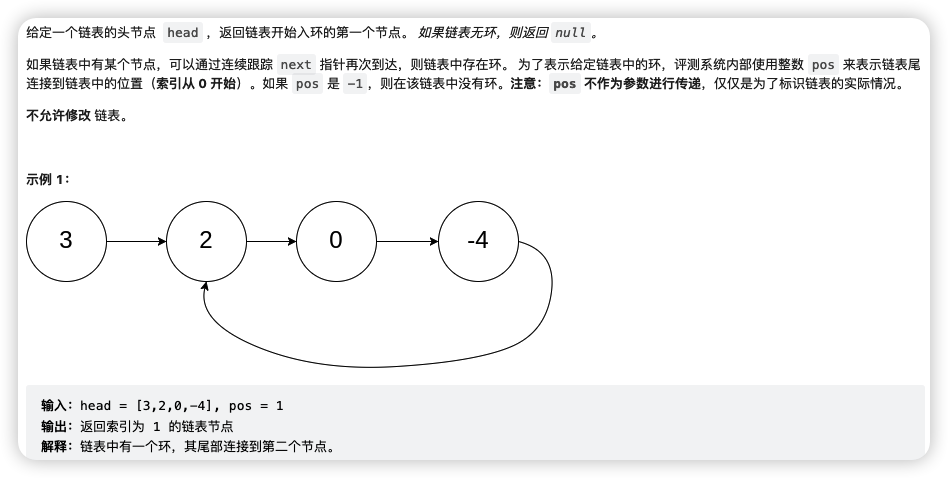 给定一个链表的头节点 head ，返回链表开始入环的第一个节点。 如果链表无环，则返回 null。
如果链表中有某个节点，可以通过连续跟踪 next 指针再次到达，则链表中存在环。 为了表示给定链表中的环，评测系统内部使用整数 pos 来表示链表尾
连接到链表中的位置（索引从 0 开始）。如果 pos 是 -1，则在该链表中没有环。注意：pos 不作为参数进行传递，仅仅是为了标识链表的实际情况。
不允许修改 链表。
示例 1：
3 2 0 -4
输入：head = [3,2,0,-4], pos = 1
输出：返回索引为 1 的链表节点
解释：链表中有一个环，其尾部连接到第二个节点。